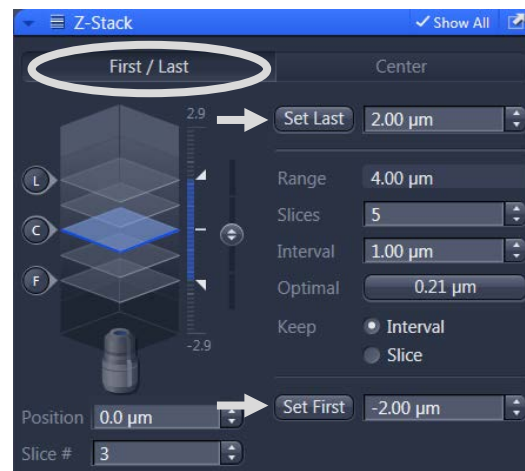 Z-Stack Show All
First / Last Center
2.9 Set Last 2.00 µm
L Range 4.00 µm
Slices 5
C Interval 1.00 µm
F Optimal 0.21 µm
Keep Interval
-2.9 Slice
Position 0.0 µm Set First -2.00 µm
Slice # 3